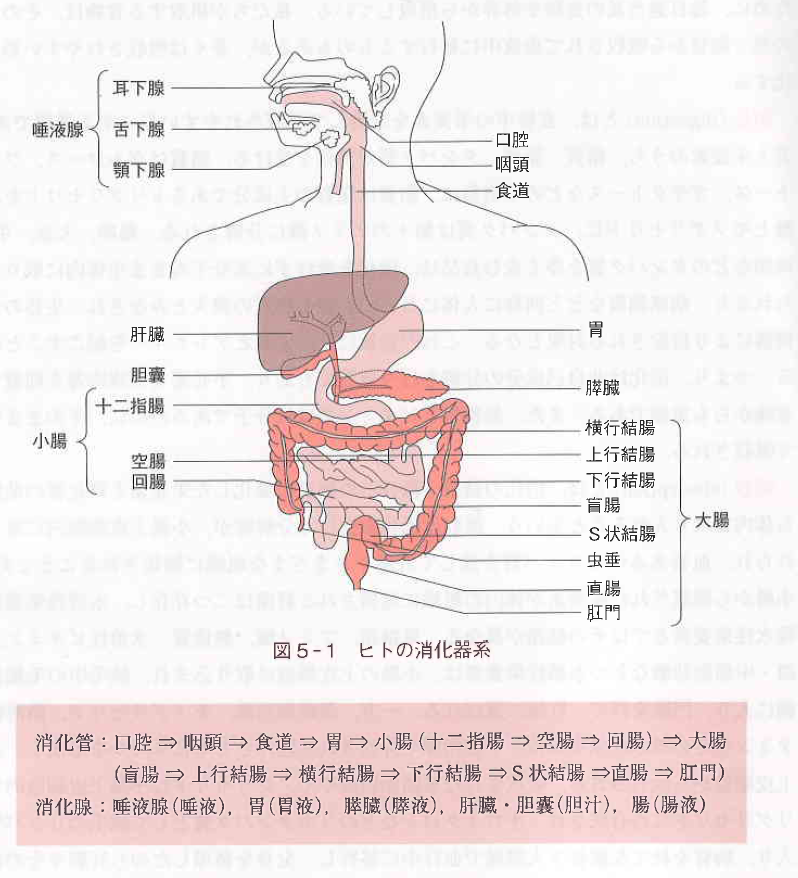 耳下腺
唾液腺
舌下腺
顎下腺
口腔
咽頭
食道
肝臓
胃
胆嚢
膵臓
十二指腸
小腸
空腸
回腸
横行結腸
上行結腸
下行結腸
盲腸
大腸
S状結腸
虫垂
直腸
肛門
図5-1 ヒトの消化器系
消化管：口腔 ⇒ 咽頭 ⇒ 食道 ⇒ 胃 ⇒ 小腸(十二指腸 ⇒ 空腸 ⇒ 回腸) ⇒ 大腸
(盲腸 ⇒ 上行結腸 ⇒ 横行結腸 ⇒ 下行結腸 ⇒ S状結腸 ⇒直腸 ⇒ 肛門)
消化腺：唾液腺(唾液)，胃(胃液)，膵臓(膵液)，肝臓・胆嚢(胆汁)，腸(腸液)